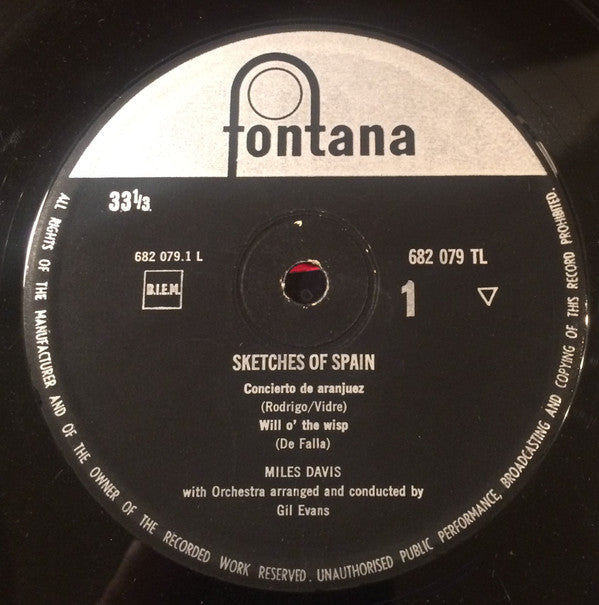 fontana
33 1/3.
682 079.1 L
682 079 TL
B.I.E.M.
1
SKETCHES OF SPAIN
Concierto de aranjuez
(Rodrigo/Vidre)
Will o' the wisp
(De Falla)
MILES DAVIS
with Orchestra arranged and conducted by
Gil Evans
ALL RIGHTS OF THE MANUFACTURER AND OF THE OWNER OF THE RECORDED WORK RESERVED. UNAUTHORISED PUBLIC PERFORMANCE, BROADCASTING AND COPYING OF THIS RECORD PROHIBITED.